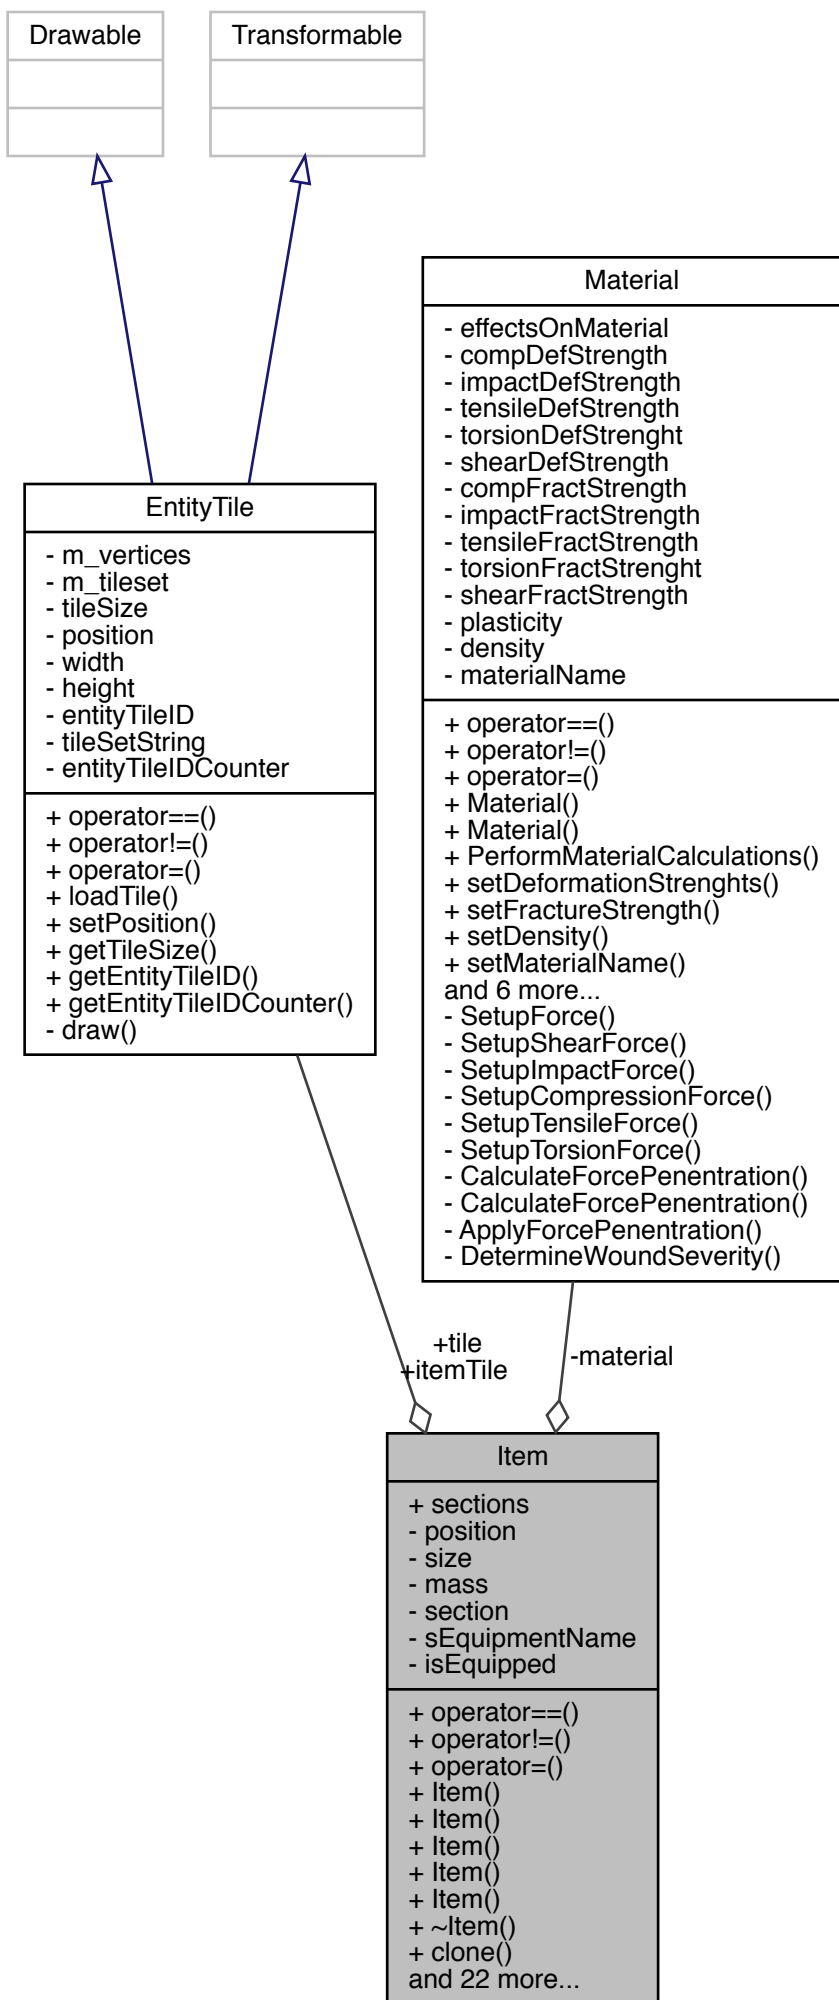 Drawable
Transformable
Material
- effectsOnMaterial
- compDefStrength
- impactDefStrength
- tensileDefStrength
- torsionDefStrenght
- shearDefStrength
- compFractStrength
- impactFractStrength
- tensileFractStrength
- torsionFractStrenght
- shearFractStrength
- plasticity
- density
- materialName
+ operator==()
+ operator!=()
+ operator=()
+ Material()
+ Material()
+ PerformMaterialCalculations()
+ setDeformationStrenghts()
+ setFractureStrength()
+ setDensity()
+ setMaterialName()
and 6 more...
- SetupForce()
- SetupShearForce()
- SetupImpactForce()
- SetupCompressionForce()
- SetupTensileForce()
- SetupTorsionForce()
- CalculateForcePenentration()
- CalculateForcePenentration()
- ApplyForcePenentration()
- DetermineWoundSeverity()
EntityTile
- m_vertices
- m_tileset
- tileSize
- position
- width
- height
- entityTileID
- tileSetString
- entityTileIDCounter
+ operator==()
+ operator!=()
+ operator=()
+ loadTile()
+ setPosition()
+ getTileSize()
+ getEntityTileID()
+ getEntityTileIDCounter()
- draw()
+tile
+itemTile
-material
Item
+ sections
- position
- size
- mass
- section
- sEquipmentName
- isEquipped
+ operator==()
+ operator!=()
+ operator=()
+ Item()
+ Item()
+ Item()
+ Item()
+ Item()
+ ~Item()
+ clone()
and 22 more...